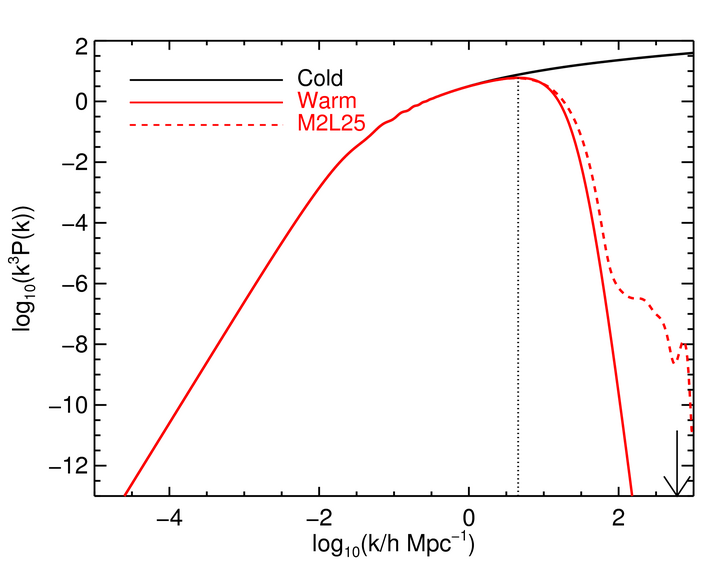 2
0
−2
−4
−6
−8
−10
−12
log₁₀(k³P(k))
Cold
Warm
M2L25
−4 −2 0 2
log₁₀(k/h Mpc⁻¹)